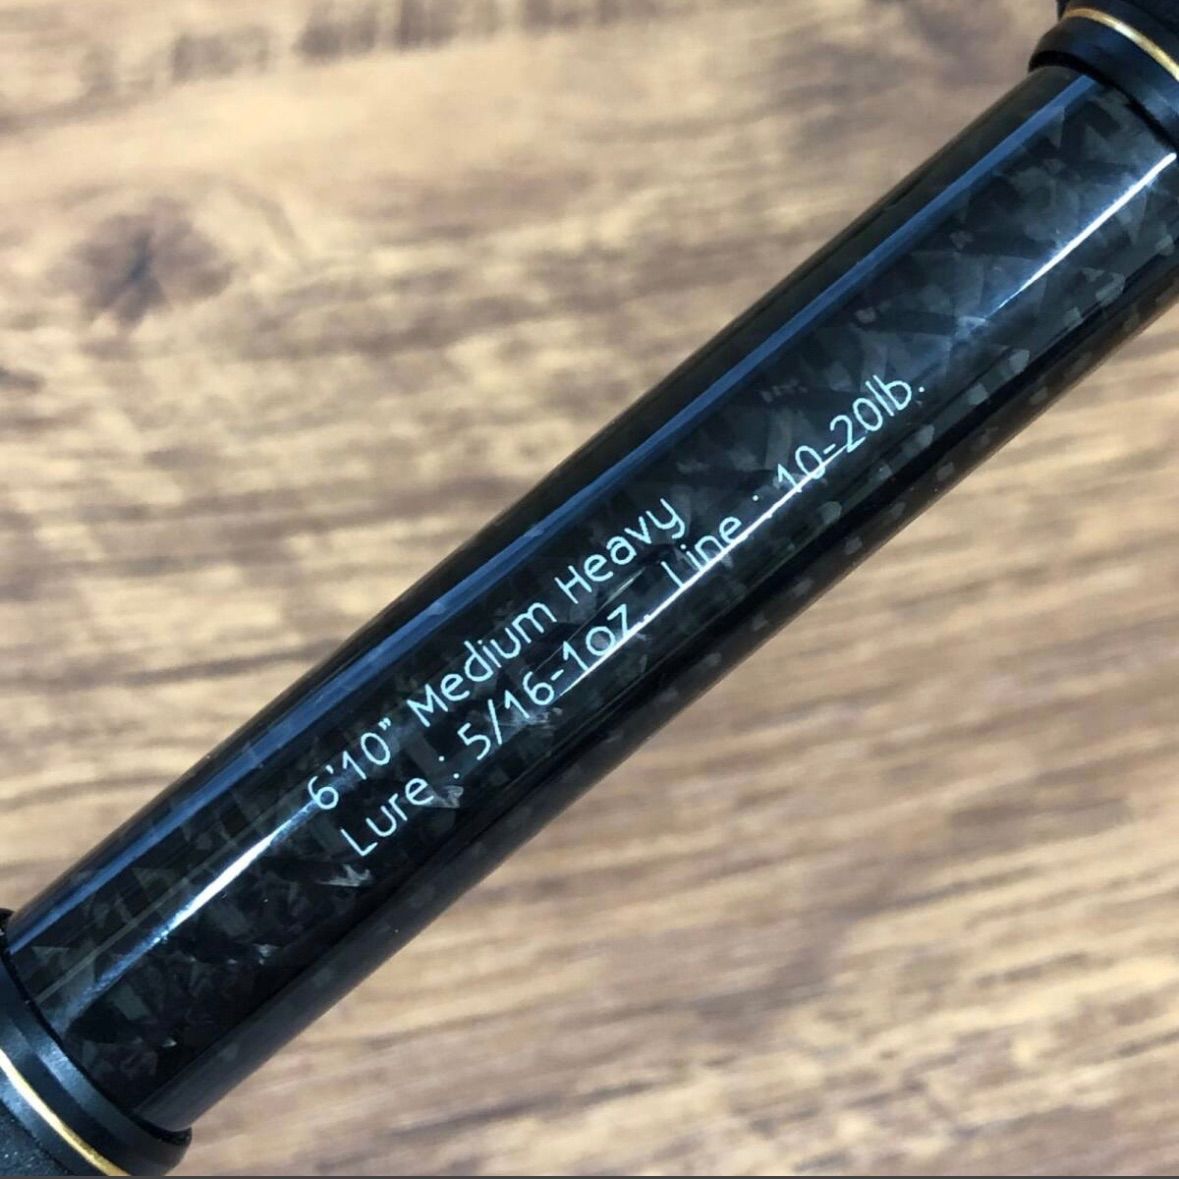 6'10" Medium Heavy
Lure : 5/16-1oz. Line : 10-20lb.